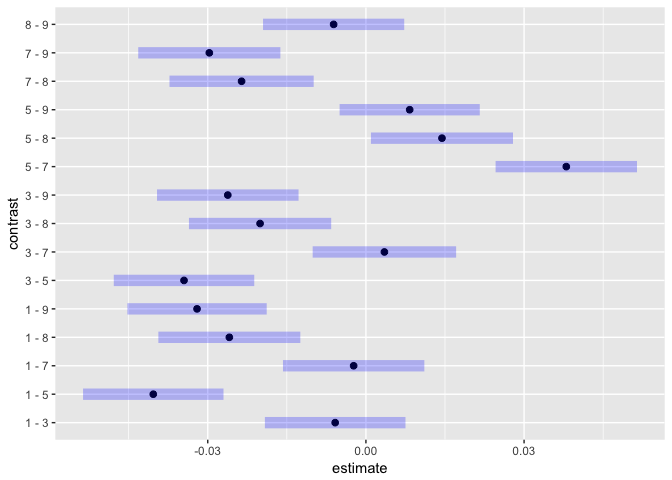 8 - 9
7 - 9
7 - 8
5 - 9
5 - 8
5 - 7
3 - 9
3 - 8
3 - 7
3 - 5
1 - 9
1 - 8
1 - 7
1 - 5
1 - 3
contrast
-0.03 0.00 0.03
estimate